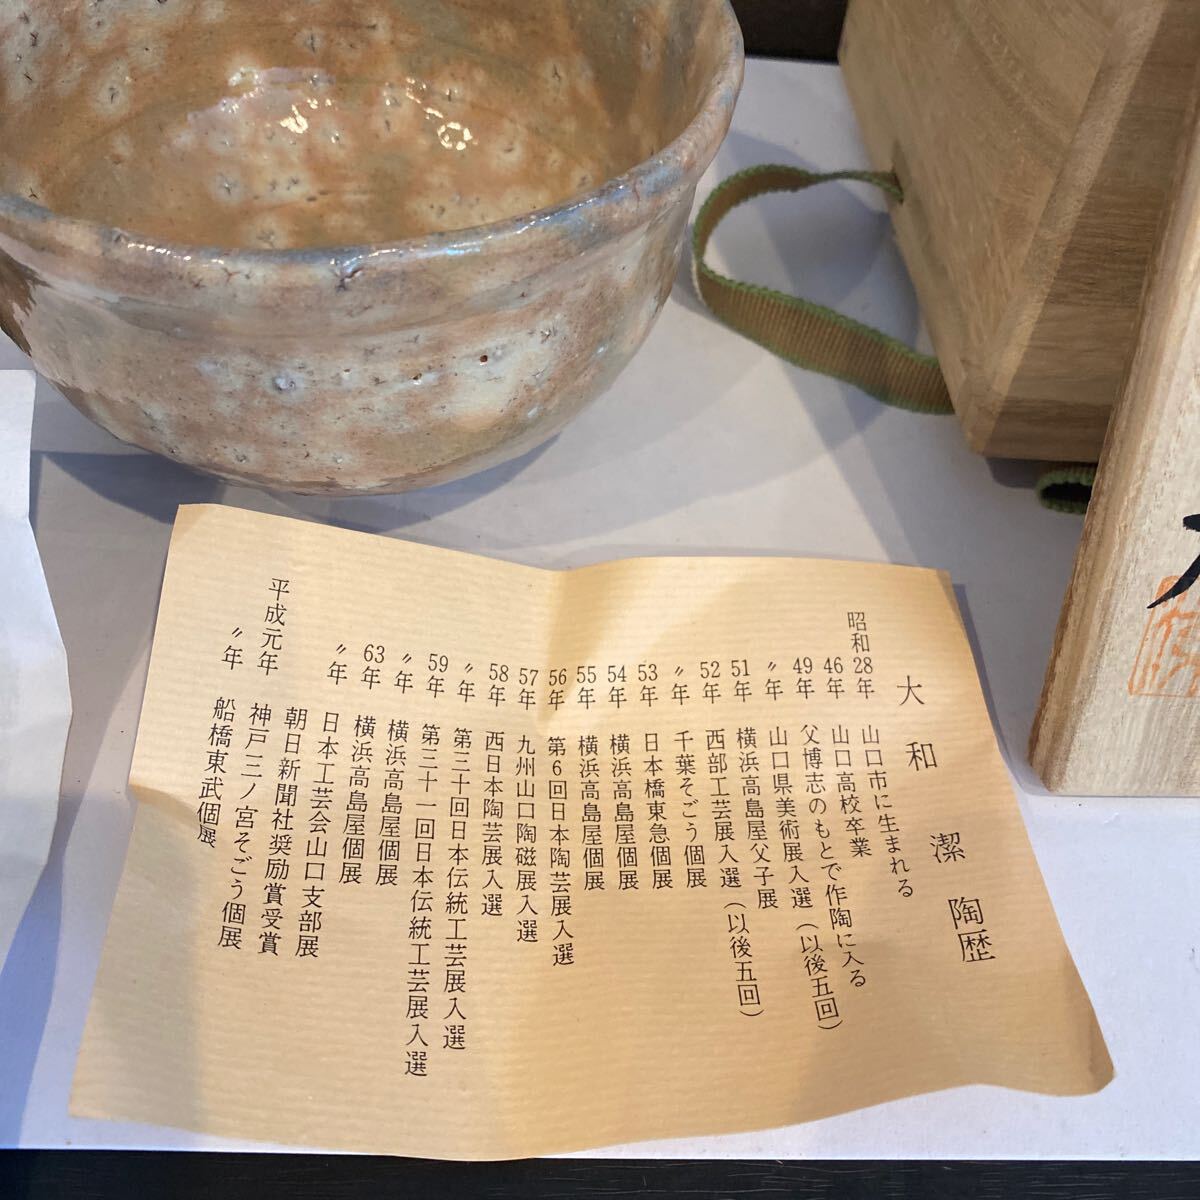 大和潔陶歴
昭和28年 山口市に生まれる
46年 山口高校卒業
父博志のもとで作陶に入る
49年 山口県美術展入選（以後五回）
〃年 横浜高島屋父子展
51年 西部工芸展入選（以後五回）
52年 千葉そごう個展
〃年 日本橋東急個展
53年 横浜高島屋個展
54年 横浜高島屋個展
55年 第6回日本陶芸展入選
56年 九州山口陶磁展入選
57年 西日本陶芸展入選
58年 第三十回日本伝統工芸展入選
〃年 第三十一回日本伝統工芸展入選
59年 横浜高島屋個展
〃年 横浜高島屋個展
63年 日本工芸会山口支部展
〃年 朝日新聞社奨励賞受賞
平成元年 神戸三ノ宮そごう個展
〃年 船橋東武個展